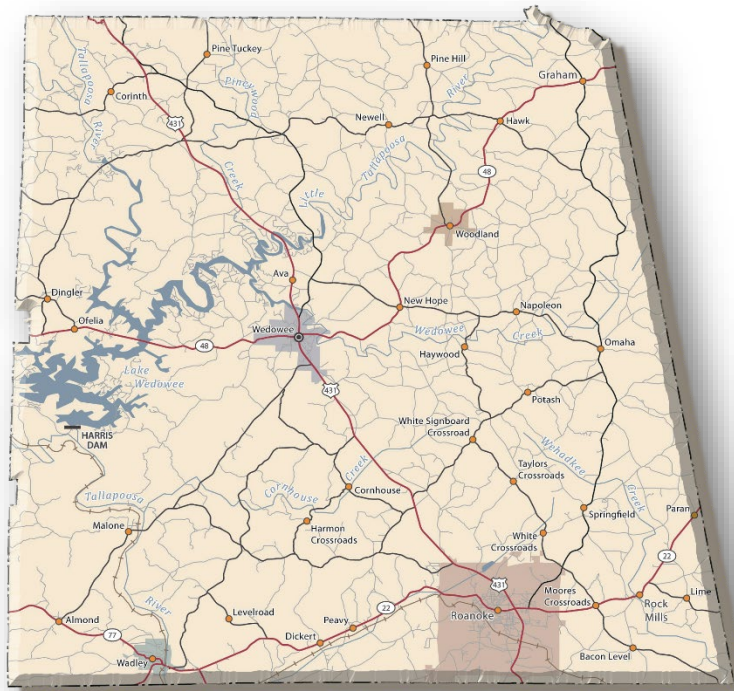 Pine Tuckey
Pine Hill
Graham
Tallapoosa
River
Corinth
Pineywood
Creek
431
Newell
Hawk
River
Tallapoosa
Little
48
Woodland
Ava
Dingler
Ofelia
New Hope
Napoleon
Wedowee
Wedowee
Creek
Omaha
48
Haywood
Lake
Wedowee
431
Potash
HARRIS
DAM
White Signboard
Crossroad
Wehadkee
Creek
Taylors
Crossroads
Tallapoosa
River
Cornhouse
Creek
Cornhouse
Malone
Harmon
Crossroads
Springfield
Paran
White
Crossroads
22
431
Moores
Crossroads
Lime
Rock
Mills
Almond
77
Levelroad
Peavy
22
Roanoke
Dickert
Wadley
Bacon Level